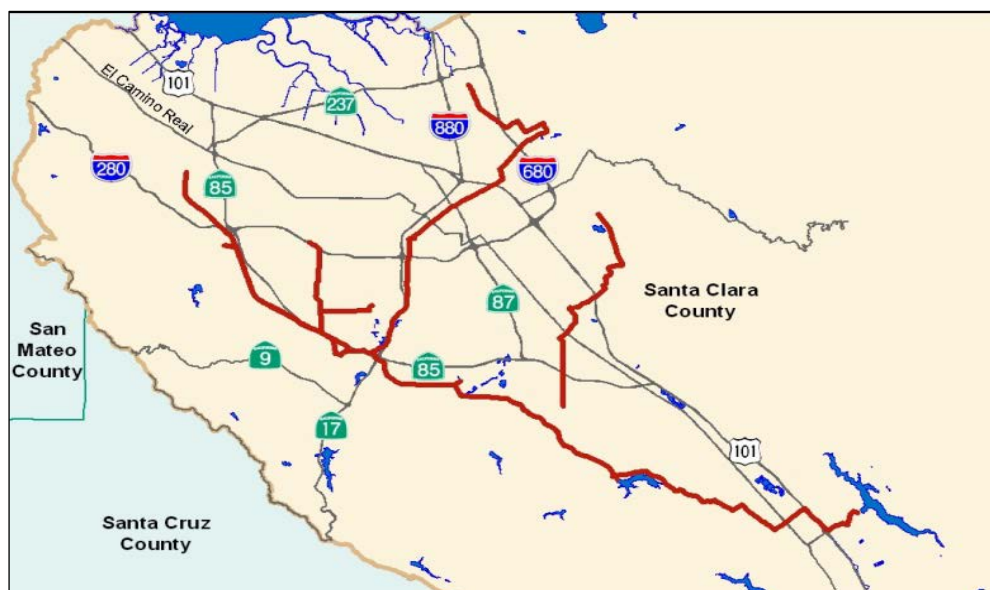 101
El Camino Real
237
880
280
85
680
Santa Clara
County
87
San
Mateo
County
9
85
17
101
Santa Cruz
County